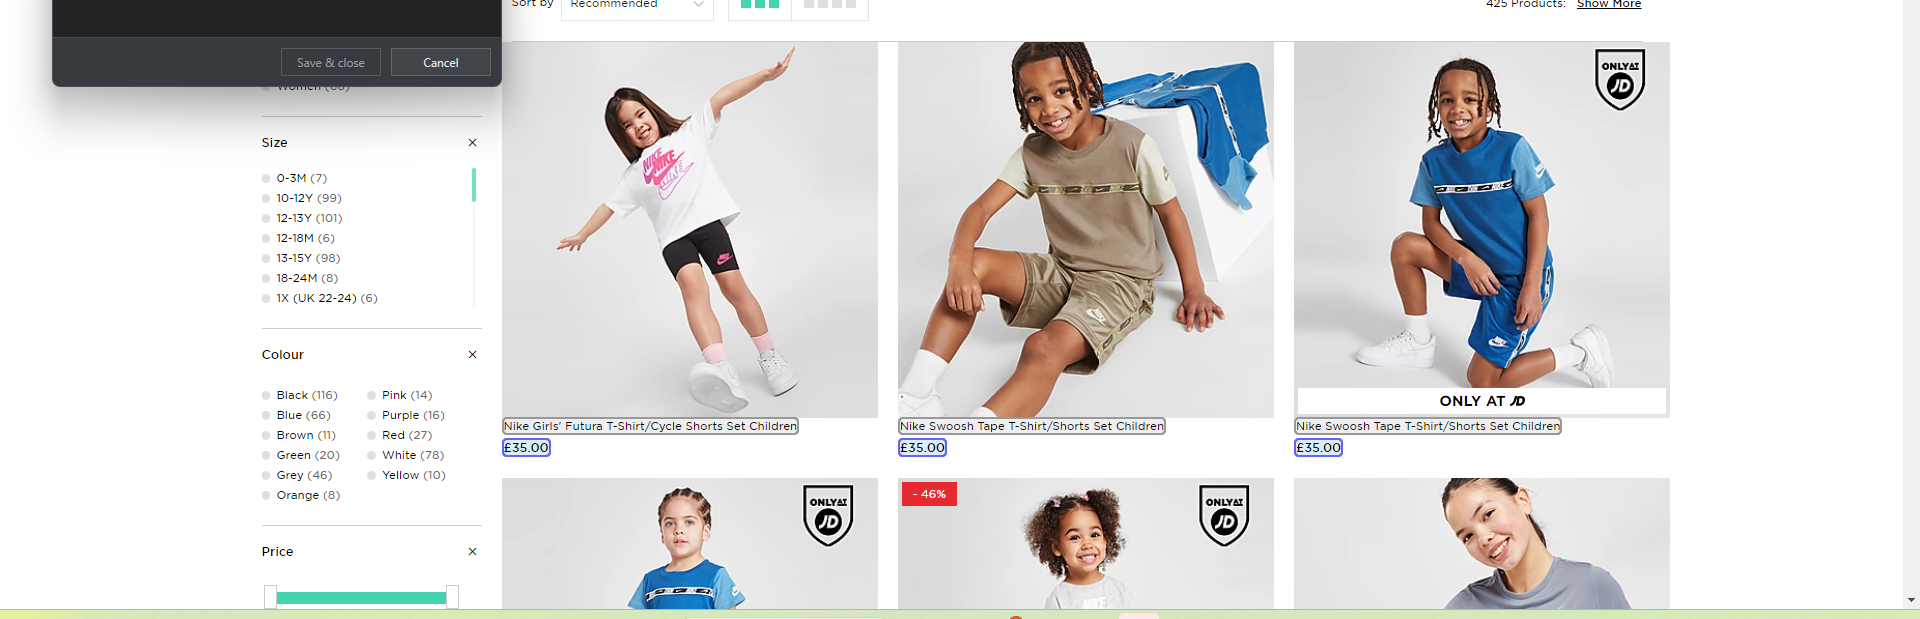 Sort by
Recommended
425 Products:
Show More
Save & close
Cancel
Women (60)
Size
0-3M (7)
10-12Y (99)
12-13Y (101)
12-18M (6)
13-15Y (98)
18-24M (8)
1X (UK 22-24) (6)
Colour
Black (116)
Pink (14)
Blue (66)
Purple (16)
Brown (11)
Red (27)
Green (20)
White (78)
Grey (46)
Yellow (10)
Orange (8)
Price
NIKE
NIKE
ONLY AT
JD
ONLY AT JD
Nike Girls' Futura T-Shirt/Cycle Shorts Set Children
£35.00
Nike Swoosh Tape T-Shirt/Shorts Set Children
£35.00
Nike Swoosh Tape T-Shirt/Shorts Set Children
£35.00
ONLY AT
JD
- 46%
ONLY AT
JD
NIKE